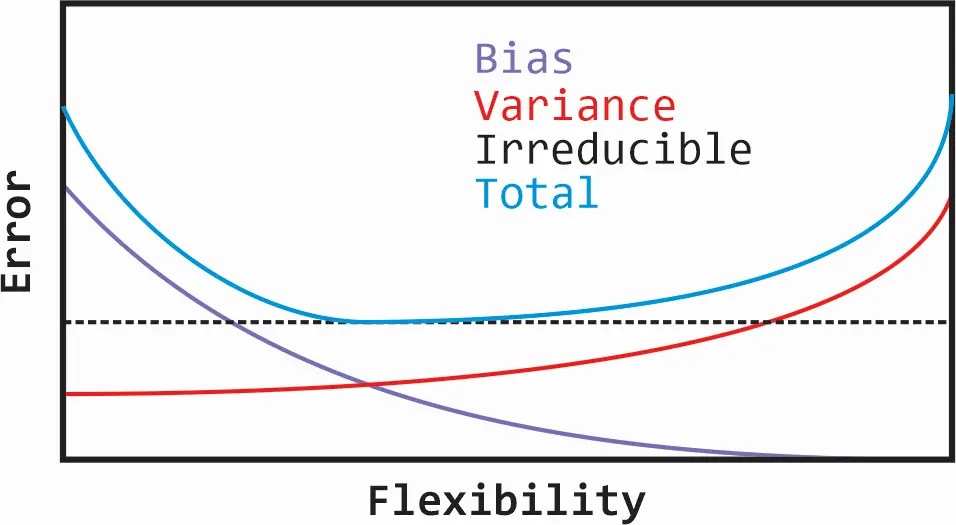 Bias
Variance
Irreducible
Total
Error
Flexibility